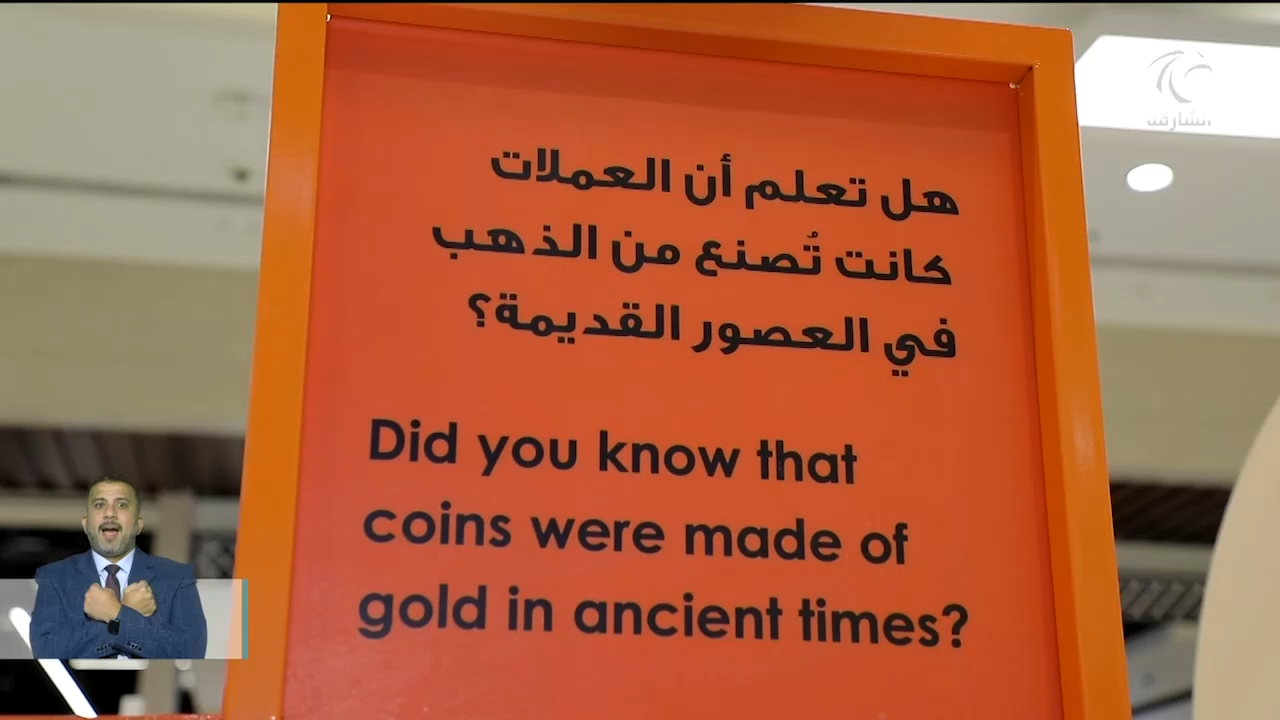 الشارقة
هل تعلم أن العملات
كانت تُصنع من الذهب
في العصور القديمة؟
Did you know that
coins were made of
gold in ancient times?